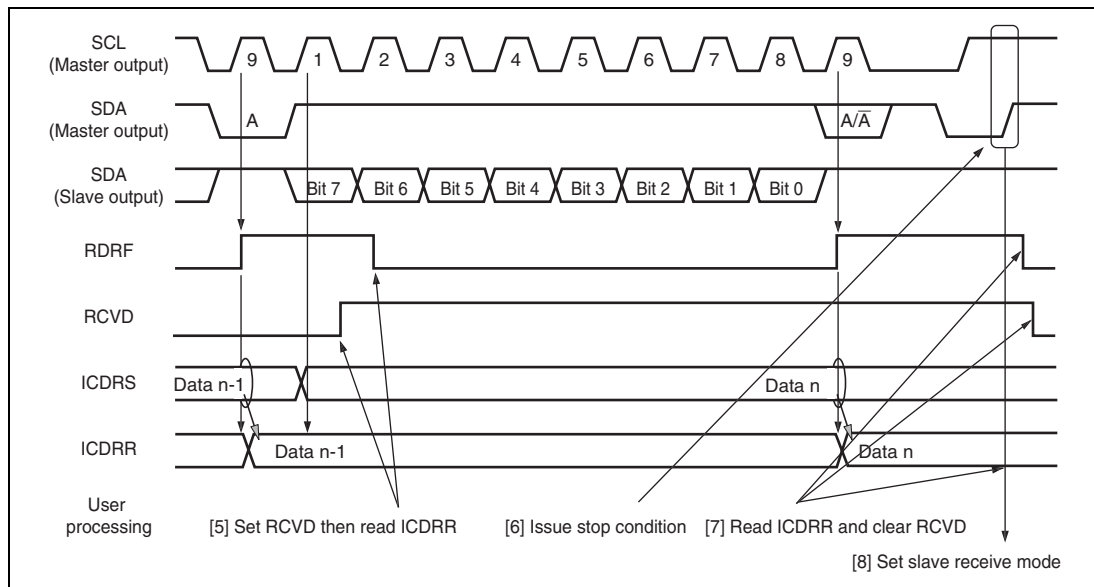 SCL
(Master output)
9 1 2 3 4 5 6 7 8 9
SDA
(Master output)
A A/A̅
SDA
(Slave output)
Bit 7 Bit 6 Bit 5 Bit 4 Bit 3 Bit 2 Bit 1 Bit 0
RDRF
RCVD
ICDRS
Data n-1 Data n
ICDRR
Data n-1 Data n
User
processing
[5] Set RCVD then read ICDRR [6] Issue stop condition [7] Read ICDRR and clear RCVD
[8] Set slave receive mode